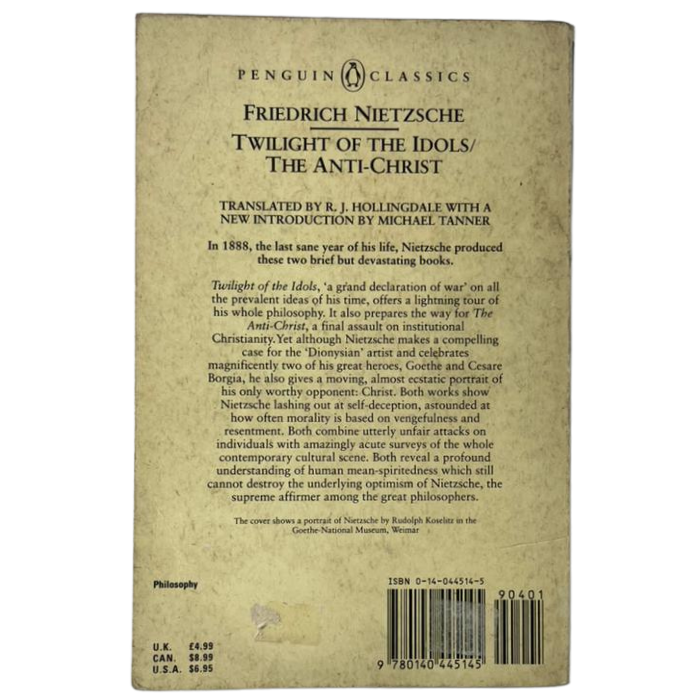 PENGUIN CLASSICS
FRIEDRICH NIETZSCHE
TWILIGHT OF THE IDOLS/
THE ANTI-CHRIST
TRANSLATED BY R. J. HOLLINGDALE WITH A
NEW INTRODUCTION BY MICHAEL TANNER
In 1888, the last sane year of his life, Nietzsche produced
these two brief but devastating books.
Twilight of the Idols, ‘a grand declaration of war’ on all
the prevalent ideas of his time, offers a lightning tour of
his whole philosophy. It also prepares the way for The
Anti-Christ, a final assault on institutional
Christianity. Yet although Nietzsche makes a compelling
case for the ‘Dionysian’ artist and celebrates
magnificently two of his great heroes, Goethe and Cesare
Borgia, he also gives a moving, almost ecstatic portrait of
his only worthy opponent: Christ. Both works show
Nietzsche lashing out at self-deception, astounded at
how often morality is based on vengefulness and
resentment. Both combine utterly unfair attacks on
individuals with amazingly acute surveys of the whole
contemporary cultural scene. Both reveal a profound
understanding of human mean-spiritedness which still
cannot destroy the underlying optimism of Nietzsche, the
supreme affirmer among the great philosophers.
The cover shows a portrait of Nietzsche by Rudolph Koselitz in the
Goethe-National Museum, Weimar
Philosophy
ISBN 0-14-044514-5
90401
U.K. £4.99
CAN. $8.99
U.S.A. $6.95
9 780140 445145